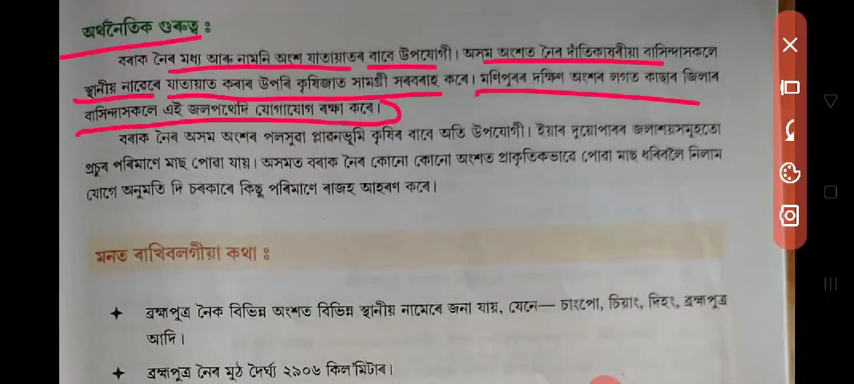 অৰ্থনৈতিক গুৰুত্ব :
বৰাক নৈৰ মধ্য আৰু নামনি অংশ যাতায়াতৰ বাবে উপযোগী। অসম অংশত নৈৰ দাঁতিকাষৰীয়া বাসিন্দাসকলে
স্থানীয় নাৱেৰে যাতায়াত কৰাৰ উপৰি কৃষিজাত সামগ্ৰী সৰবৰাহ কৰে। মণিপুৰৰ দক্ষিণ অংশৰ লগত কাছাৰ জিলাৰ
বাসিন্দাসকলে এই জলপথেদি যোগাযোগ ৰক্ষা কৰে।
বৰাক নৈৰ অসম অংশৰ পলসুৱা প্লাৱনভূমি কৃষিৰ বাবে অতি উপযোগী। ইয়াৰ দুয়োপাৰৰ জলাশয়সমূহতো
প্ৰচুৰ পৰিমাণে মাছ পোৱা যায়। অসমত বৰাক নৈৰ কোনো কোনো অংশত প্ৰাকৃতিকভাৱে পোৱা মাছ ধৰিবলৈ নিলাম
যোগে অনুমতি দি চৰকাৰে কিছু পৰিমাণে ৰাজহ আহৰণ কৰে।
মনত ৰাখিবলগীয়া কথা :
✦ ব্ৰহ্মপুত্ৰ নৈক বিভিন্ন অংশত বিভিন্ন স্থানীয় নামেৰে জনা যায়, যেনে— চাংপো, চিয়াং, দিহং, ব্ৰহ্মপুত্ৰ
আদি।
✦ ব্ৰহ্মপুত্ৰ নৈৰ মুঠ দৈৰ্ঘ্য ২৯০৬ কিল'মিটাৰ।